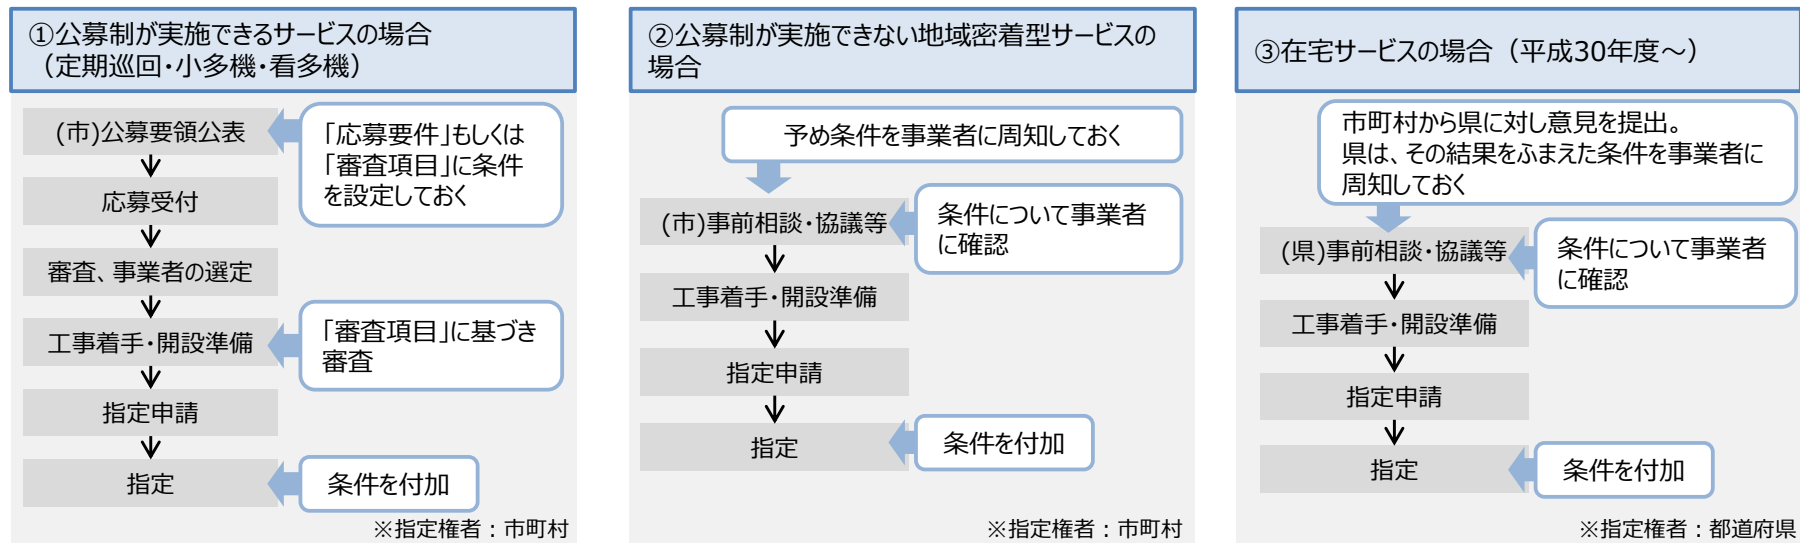 ①公募制が実施できるサービスの場合
（定期巡回・小多機・看多機）
(市)公募要領公表
「応募要件」もしくは
「審査項目」に条件
を設定しておく
応募受付
審査、事業者の選定
工事着手・開設準備
「審査項目」に基づき
審査
指定申請
指定
条件を付加
※指定権者：市町村
②公募制が実施できない地域密着型サービスの
場合
予め条件を事業者に周知しておく
(市)事前相談・協議等
条件について事業者
に確認
工事着手・開設準備
指定申請
指定
条件を付加
※指定権者：市町村
③在宅サービスの場合（平成30年度～）
市町村から県に対し意見を提出。
県は、その結果をふまえた条件を事業者に
周知しておく
(県)事前相談・協議等
条件について事業者
に確認
工事着手・開設準備
指定申請
指定
条件を付加
※指定権者：都道府県